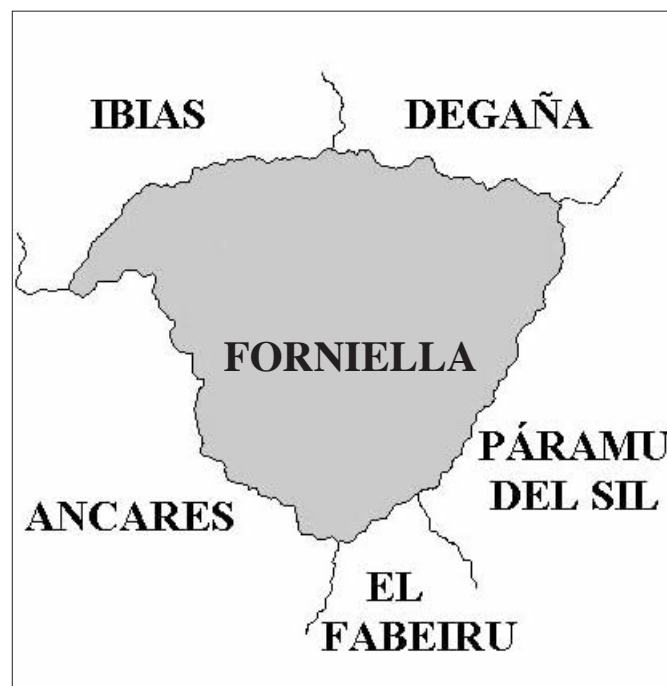 IBIAS
DEGAÑA
FORNIELLA
PÁRAMU
DEL SIL
ANCARES
EL
FABEIRU